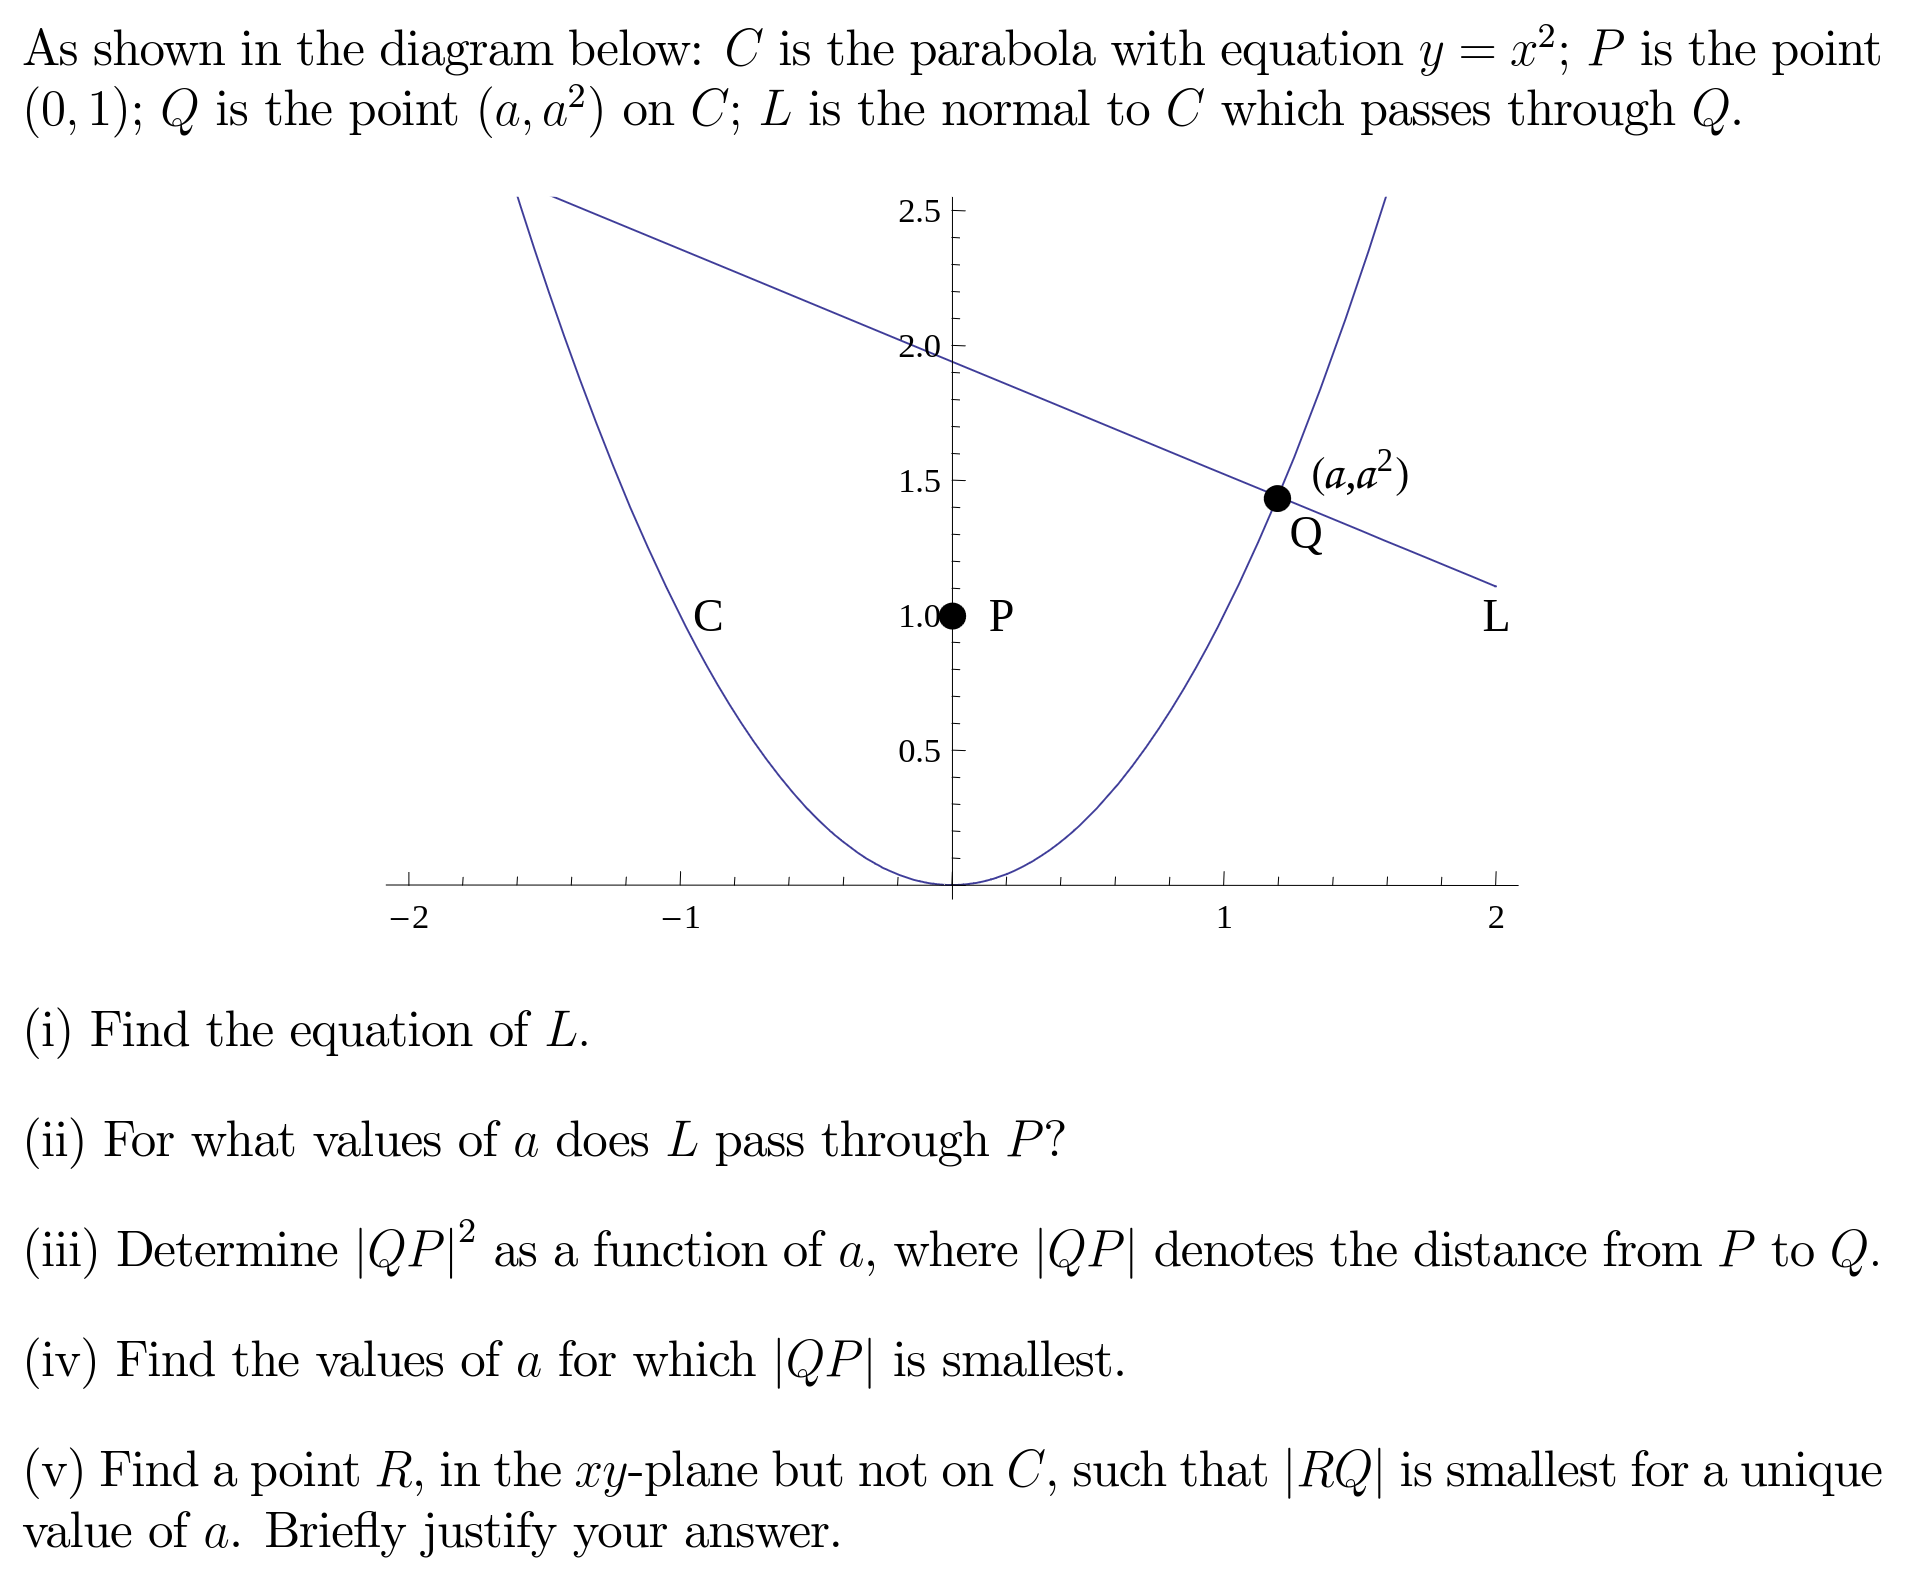 As shown in the diagram below: C is the parabola with equation y = x²; P is the point
(0, 1); Q is the point (a, a²) on C; L is the normal to C which passes through Q.
2.5
2.0
(a,a²)
1.5
Q
C
1.0
P
L
0.5
−2
−1
1
2
(i) Find the equation of L.
(ii) For what values of a does L pass through P?
(iii) Determine |QP|² as a function of a, where |QP| denotes the distance from P to Q.
(iv) Find the values of a for which |QP| is smallest.
(v) Find a point R, in the xy-plane but not on C, such that |RQ| is smallest for a unique
value of a. Briefly justify your answer.